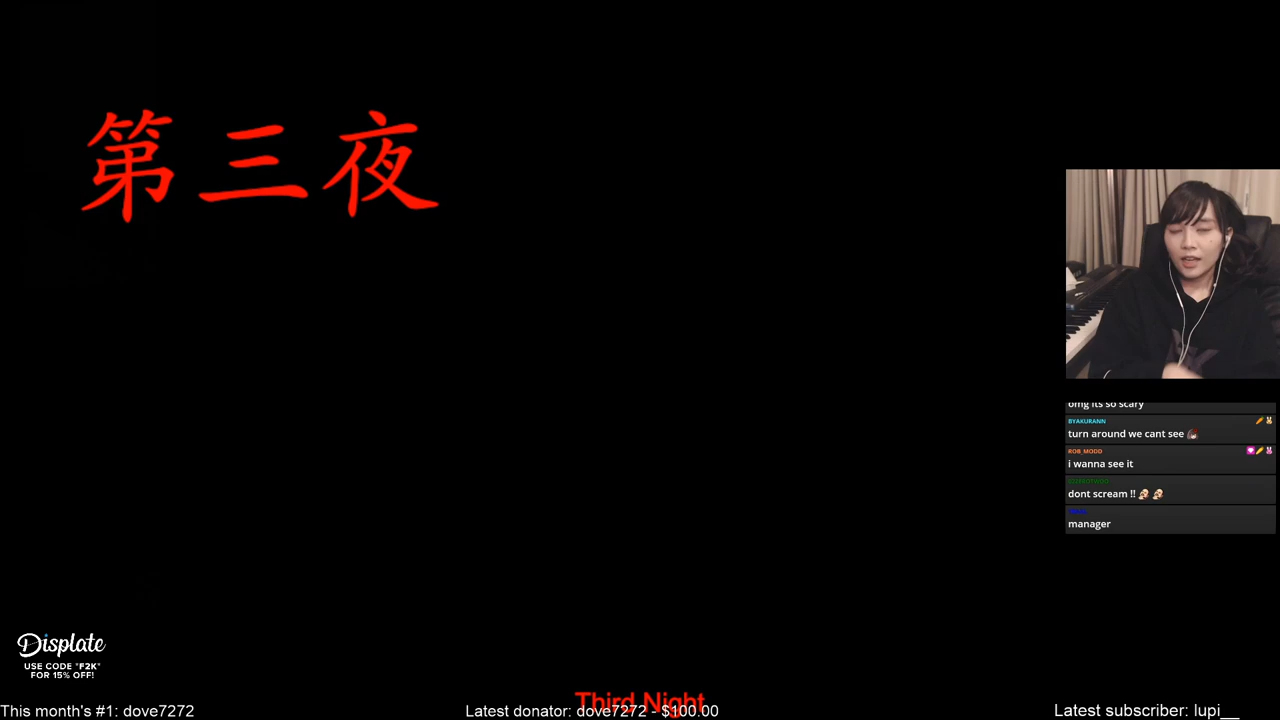 第三夜
omg its so scary
BYAKURANN
turn around we cant see
ROB_MODD
i wanna see it
dont scream !!
manager
Displate
USE CODE "F2K"
FOR 15% OFF!
Third Night
This month's #1: dove7272
Latest donator: dove7272 - $100.00
Latest subscriber: lupi__